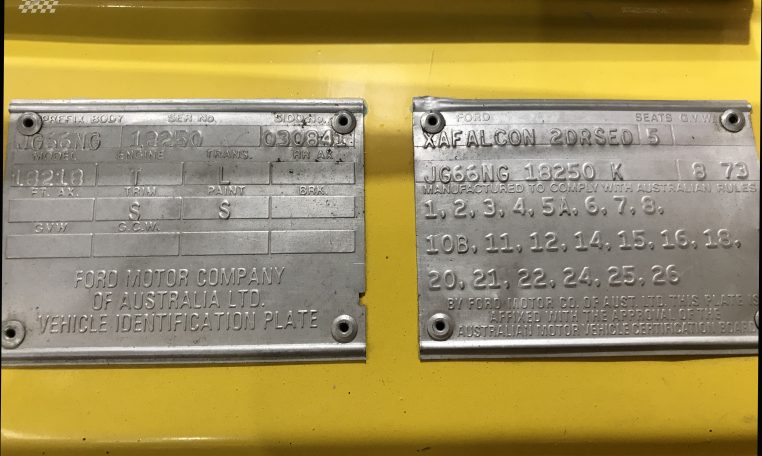 PREFIX BODY SER No. SIDO No.
JG66NG 18250
MODEL ENGINE TRANS. RR AX.
18218 T L
FT. AX. TRIM PAINT BRK.
S S
G.V.W. G.C.W.
FORD MOTOR COMPANY
OF AUSTRALIA LTD.
VEHICLE IDENTIFICATION PLATE
FORD SEATS G.V.W.
XAFALCON 2DRSED 5
JG66NG 18250 K 8 73
MANUFACTURED TO COMPLY WITH AUSTRALIAN RULES
1, 2, 3, 4, 5A, 6, 7, 8,
10B, 11, 12, 14, 15, 16, 18,
20, 21, 22, 24, 25, 26
BY FORD MOTOR CO. OF AUST. LTD. THIS PLATE IS
AFFIXED WITH THE APPROVAL OF THE
AUSTRALIAN MOTOR VEHICLE CERTIFICATION BOARD